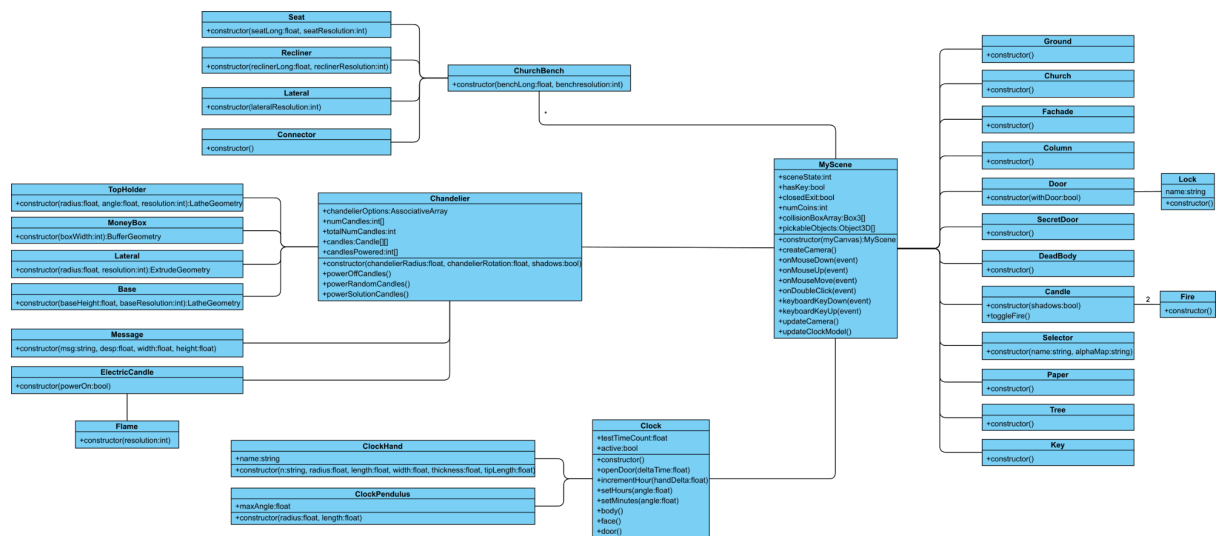 Seat
+constructor(seatLong:float, seatResolution:int)
Recliner
+constructor(reclinerLong:float, reclinerResolution:int)
Lateral
+constructor(lateralResolution:int)
Connector
+constructor()
ChurchBench
+constructor(benchLong:float, benchresolution:int)
*
TopHolder
+constructor(radius:float, angle:float, resolution:int):LatheGeometry
MoneyBox
+constructor(boxWidth:int):BufferGeometry
Lateral
+constructor(radius:float, resolution:int):ExtrudeGeometry
Base
+constructor(baseHeight:float, baseResolution:int):LatheGeometry
Message
+constructor(msg:string, desp:float, width:float, height:float)
ElectricCandle
+constructor(powerOn:bool)
Flame
+constructor(resolution:int)
Chandelier
+chandelierOptions:AssociativeArray
+numCandles:int[]
+totalNumCandles:int
+candles:Candle[][]
+candlesPowered:int[]
+constructor(chandelierRadius:float, chandelierRotation:float, shadows:bool)
+powerOffCandles()
+powerRandomCandles()
+powerSolutionCandles()
ClockHand
+name:string
+constructor(n:string, radius:float, length:float, width:float, thickness:float, tipLength:float)
ClockPendulus
+maxAngle:float
+constructor(radius:float, length:float)
Clock
+testTimeCount:float
+active:bool
+constructor()
+openDoor(deltaTime:float)
+incrementHour(handDelta:float)
+setHours(angle:float)
+setMinutes(angle:float)
+body()
+face()
+door()
MyScene
+sceneState:int
+hasKey:bool
+closedExit:bool
+numCoins:int
+collisionBoxArray:Box3[]
+pickableObjects:Object3D[]
+constructor(myCanvas):MyScene
+createCamera()
+onMouseDown(event)
+onMouseUp(event)
+onMouseMove(event)
+onDoubleClick(event)
+keyboardKeyDown(event)
+keyboardKeyUp(event)
+updateCamera()
+updateClockModel()
Ground
+constructor()
Church
+constructor()
Fachade
+constructor()
Column
+constructor()
Door
+constructor(withDoor:bool)
Lock
name:string
+constructor()
SecretDoor
+constructor()
DeadBody
+constructor()
Candle
+constructor(shadows:bool)
+toggleFire()
2
Fire
+constructor()
Selector
+constructor(name:string, alphaMap:string)
Paper
+constructor()
Tree
+constructor()
Key
+constructor()